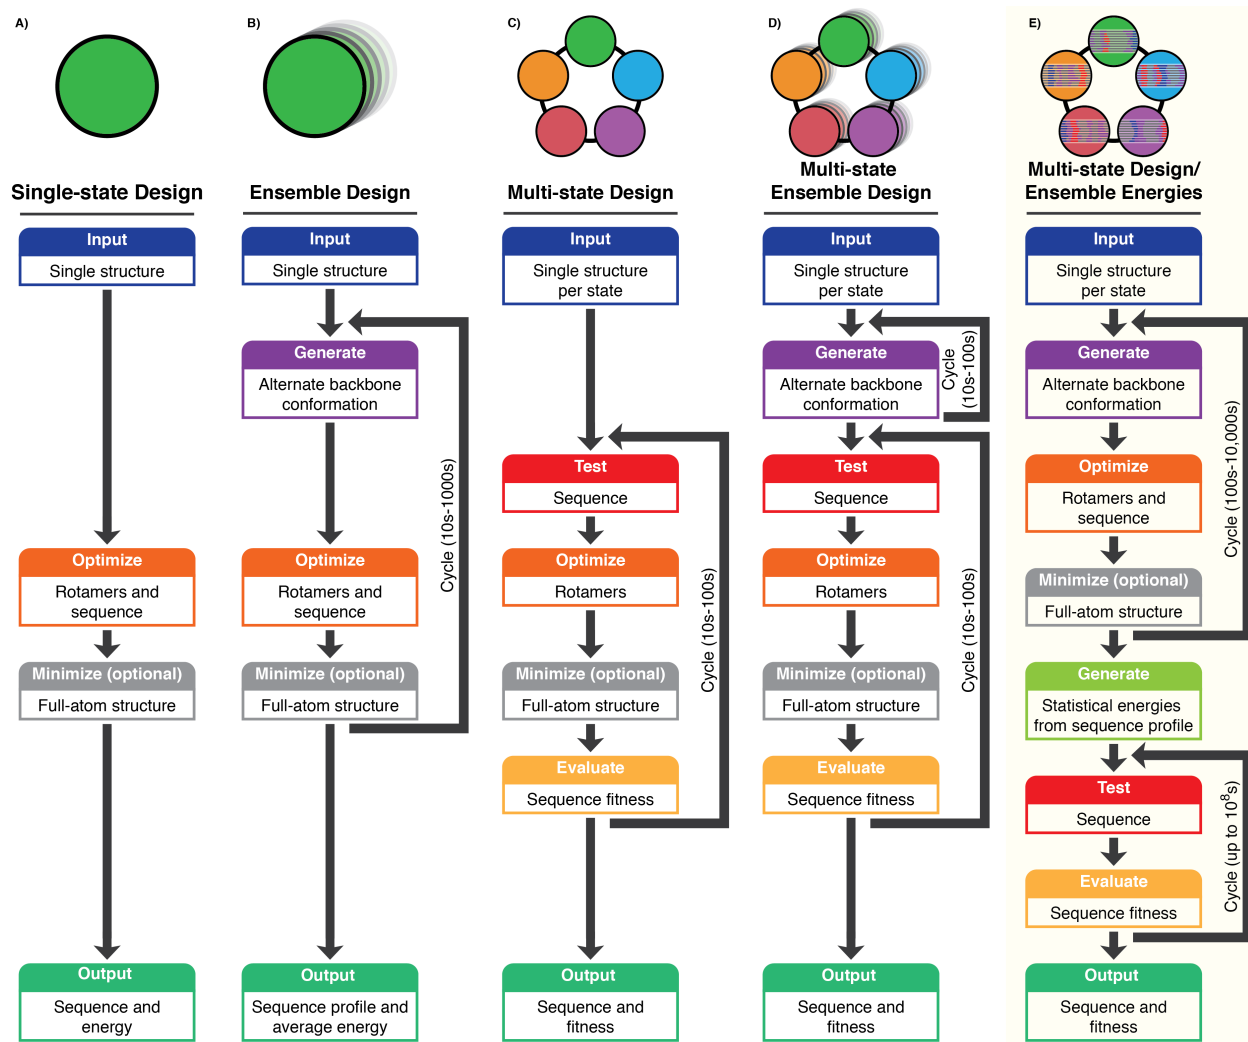 A)
Single-state Design
Input
Single structure
Optimize
Rotamers and
sequence
Minimize (optional)
Full-atom structure
Output
Sequence and
energy
B)
Ensemble Design
Input
Single structure
Generate
Alternate backbone
conformation
Optimize
Rotamers and
sequence
Minimize (optional)
Full-atom structure
Cycle (10s-1000s)
Output
Sequence profile and
average energy
C)
Multi-state Design
Input
Single structure
per state
Test
Sequence
Optimize
Rotamers
Minimize (optional)
Full-atom structure
Evaluate
Sequence fitness
Cycle (10s-100s)
Output
Sequence and
fitness
D)
Multi-state
Ensemble Design
Input
Single structure
per state
Generate
Alternate backbone
conformation
Cycle
(10s-100s)
Test
Sequence
Optimize
Rotamers
Minimize (optional)
Full-atom structure
Evaluate
Sequence fitness
Cycle (10s-100s)
Output
Sequence and
fitness
E)
Multi-state Design/
Ensemble Energies
Input
Single structure
per state
Generate
Alternate backbone
conformation
Optimize
Rotamers and
sequence
Minimize (optional)
Full-atom structure
Cycle (100s-10,000s)
Generate
Statistical energies
from sequence profile
Test
Sequence
Evaluate
Sequence fitness
Cycle (up to 10⁸s)
Output
Sequence and
fitness